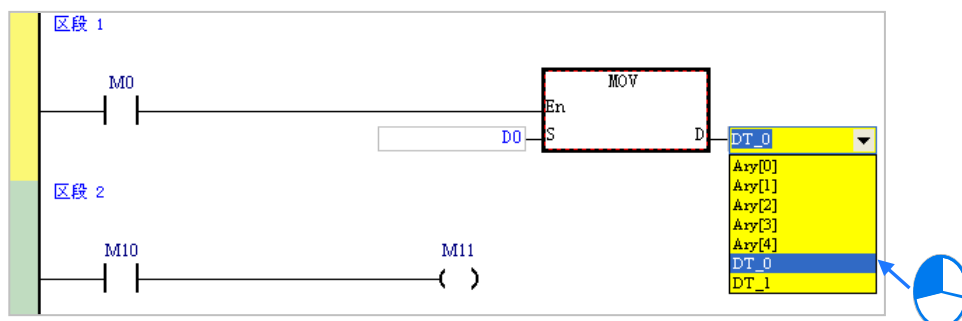 区段 1
M0
MOV
En
D0 S D DT_0
Ary[0]
Ary[1]
Ary[2]
Ary[3]
Ary[4]
DT_0
DT_1
区段 2
M10 M11